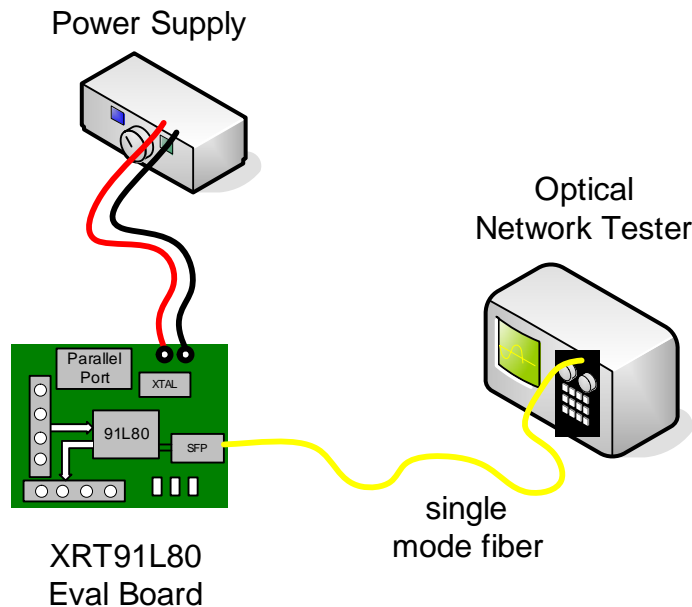 Power Supply
Optical
Network Tester
Parallel
Port
XTAL
91L80
SFP
single
mode fiber
XRT91L80
Eval Board